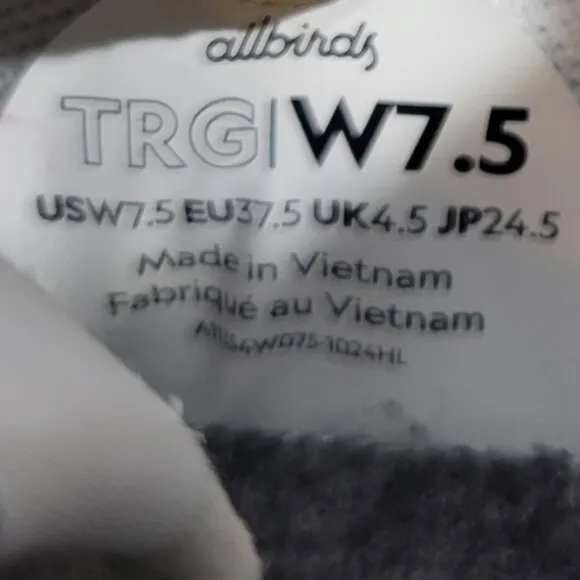 allbirds
TRG|W7.5
USW7.5 EU37.5 UK4.5 JP24.5
Made in Vietnam
Fabriqué au Vietnam